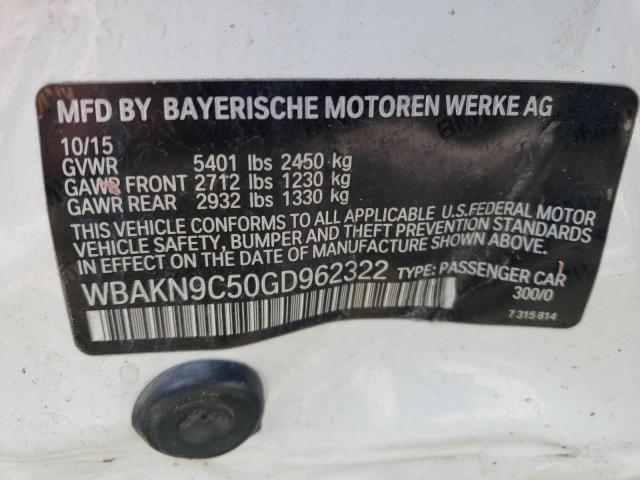 MFD BY BAYERISCHE MOTOREN WERKE AG
10/15
GVWR 5401 lbs 2450 kg
GAWR FRONT 2712 lbs 1230 kg
GAWR REAR 2932 lbs 1330 kg
THIS VEHICLE CONFORMS TO ALL APPLICABLE U.S.FEDERAL MOTOR
VEHICLE SAFETY, BUMPER AND THEFT PREVENTION STANDARDS
IN EFFECT ON THE DATE OF MANUFACTURE SHOWN ABOVE.
WBAKN9C50GD962322 TYPE: PASSENGER CAR
300/0
7 315 814